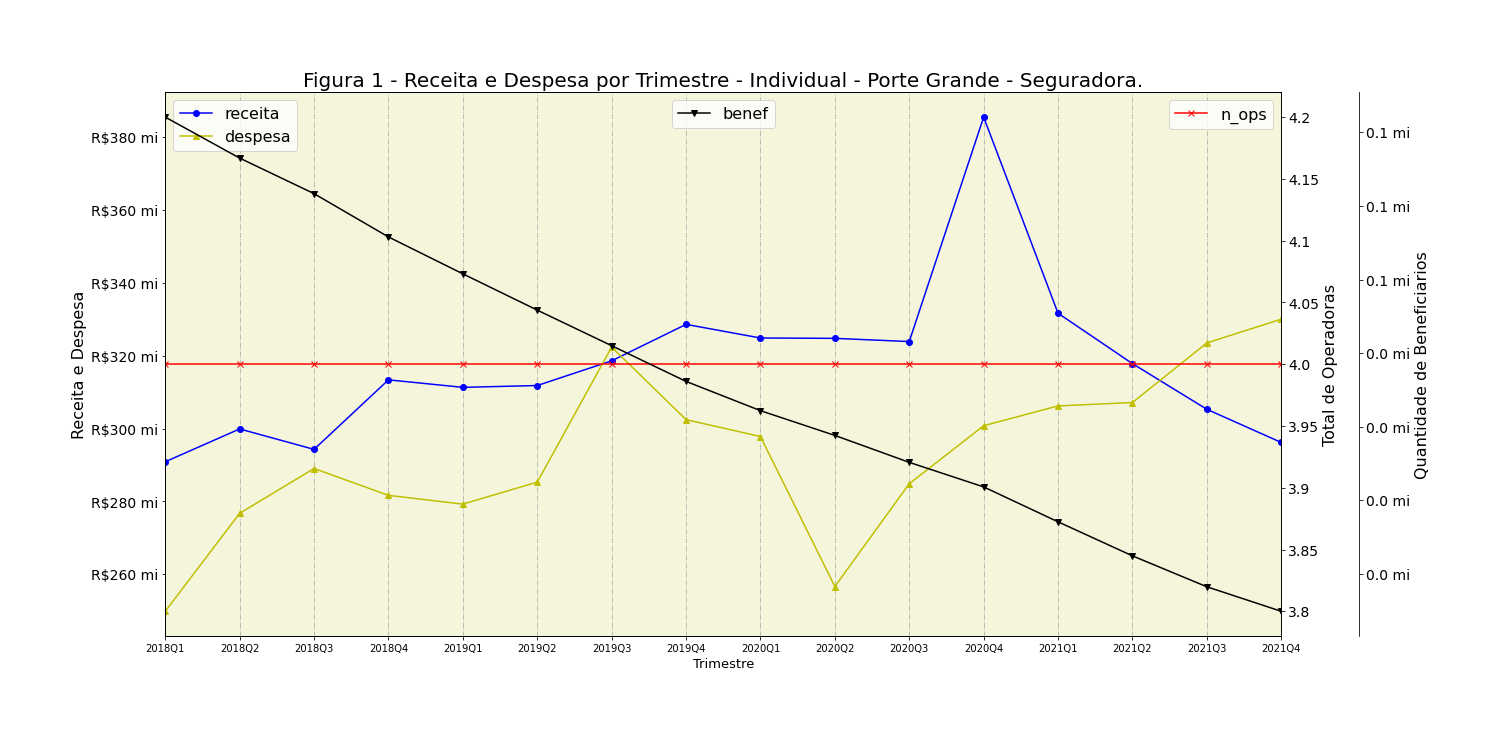 Figura 1 - Receita e Despesa por Trimestre - Individual - Porte Grande - Seguradora.
receita
despesa
benef
n_ops
Receita e Despesa
R$380 mi
R$360 mi
R$340 mi
R$320 mi
R$300 mi
R$280 mi
R$260 mi
4.2
4.15
4.1
4.05
4.0
3.95
3.9
3.85
3.8
Total de Operadoras
0.1 mi
0.1 mi
0.1 mi
0.0 mi
0.0 mi
0.0 mi
0.0 mi
Quantidade de Beneficiarios
2018Q1 2018Q2 2018Q3 2018Q4 2019Q1 2019Q2 2019Q3 2019Q4 2020Q1 2020Q2 2020Q3 2020Q4 2021Q1 2021Q2 2021Q3 2021Q4
Trimestre